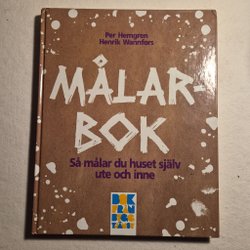 Per Hemgren
Henrik Wannfors
MÅLAR-
BOK
Så målar du huset själv
ute och inne